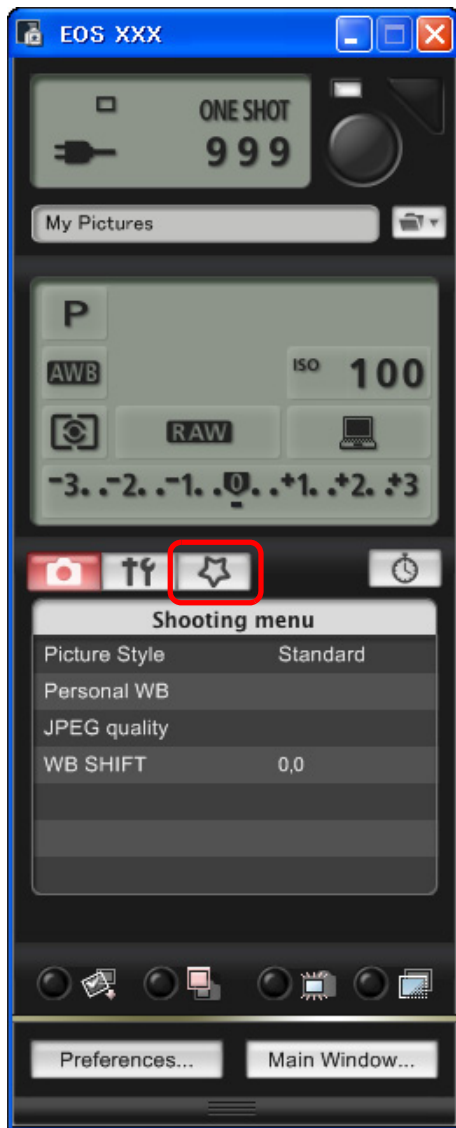 EOS XXX
ONE SHOT
999
My Pictures
P
AWB
ISO 100
RAW
-3. .-2. .-1. .0. .+1. .+2. .+3
Shooting menu
Picture Style Standard
Personal WB
JPEG quality
WB SHIFT 0,0
Preferences... Main Window...